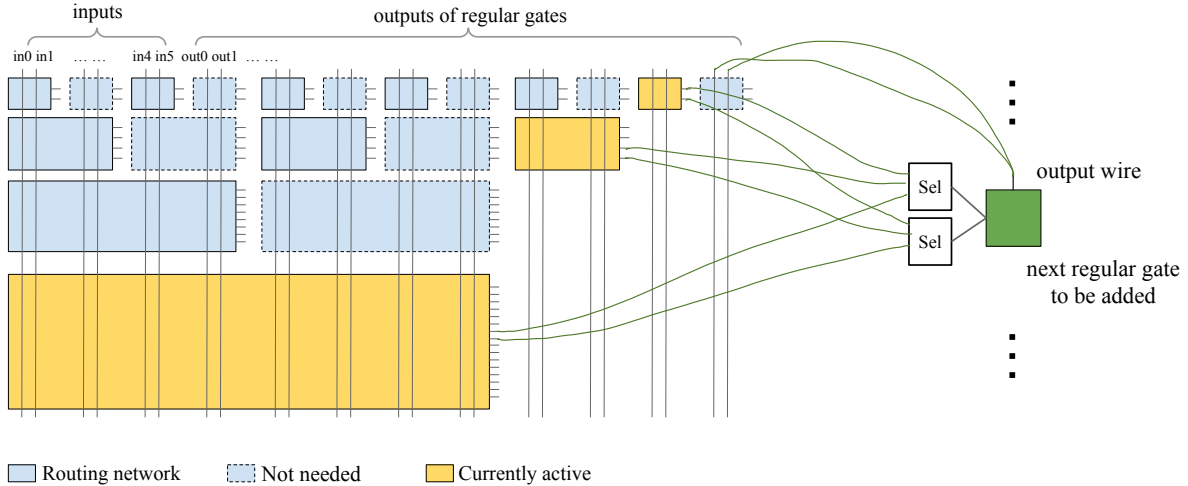 inputs
outputs of regular gates
in0 in1 … … in4 in5 out0 out1 … …
Sel
output wire
Sel
next regular gate
to be added
Routing network
Not needed
Currently active